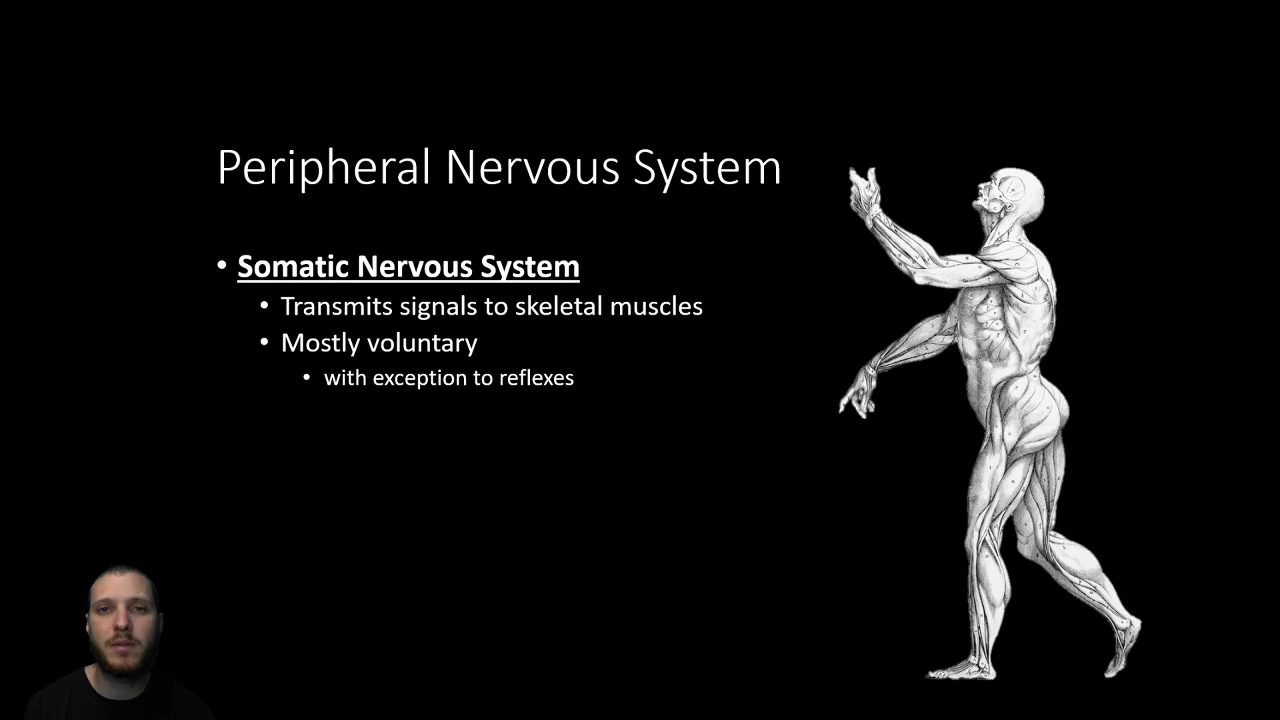 Peripheral Nervous System
• Somatic Nervous System
• Transmits signals to skeletal muscles
• Mostly voluntary
• with exception to reflexes